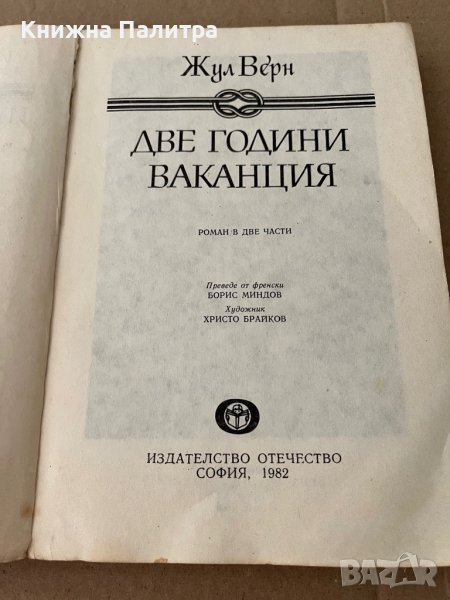 Книжна Палитра
Жул Верн
ДВЕ ГОДИНИ
ВАКАНЦИЯ
РОМАН В ДВЕ ЧАСТИ
Преведе от френски
БОРИС МИНДОВ
Художник
ХРИСТО БРАЙКОВ
ИЗДАТЕЛСТВО ОТЕЧЕСТВО
СОФИЯ, 1982
BAZAR